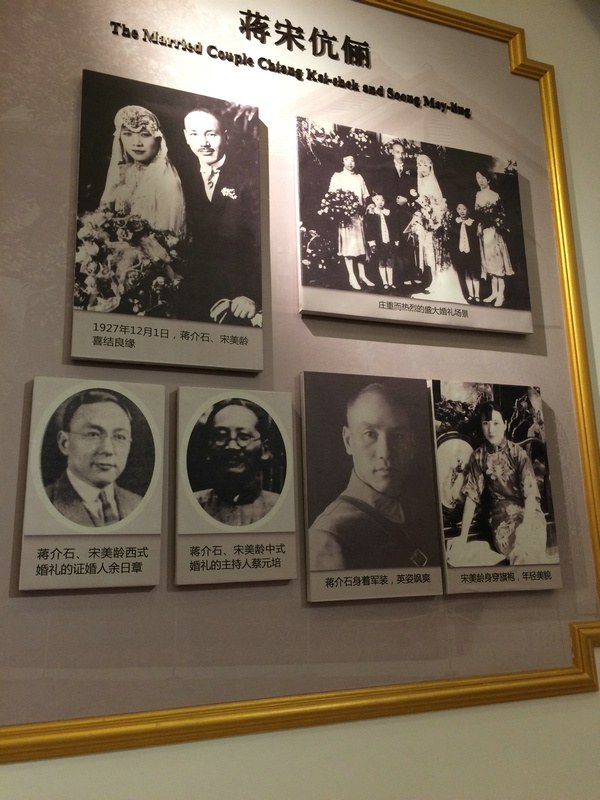 蒋宋伉俪
The Married Couple Chiang Kai-shek and Soong May-ling
1927年12月1日，蒋介石、宋美龄
喜结良缘
庄重而热烈的盛大婚礼场景
蒋介石、宋美龄西式
婚礼的证婚人余日章
蒋介石、宋美龄中式
婚礼的主持人蔡元培
蒋介石身着军装，英姿飒爽
宋美龄身穿旗袍，年轻美貌